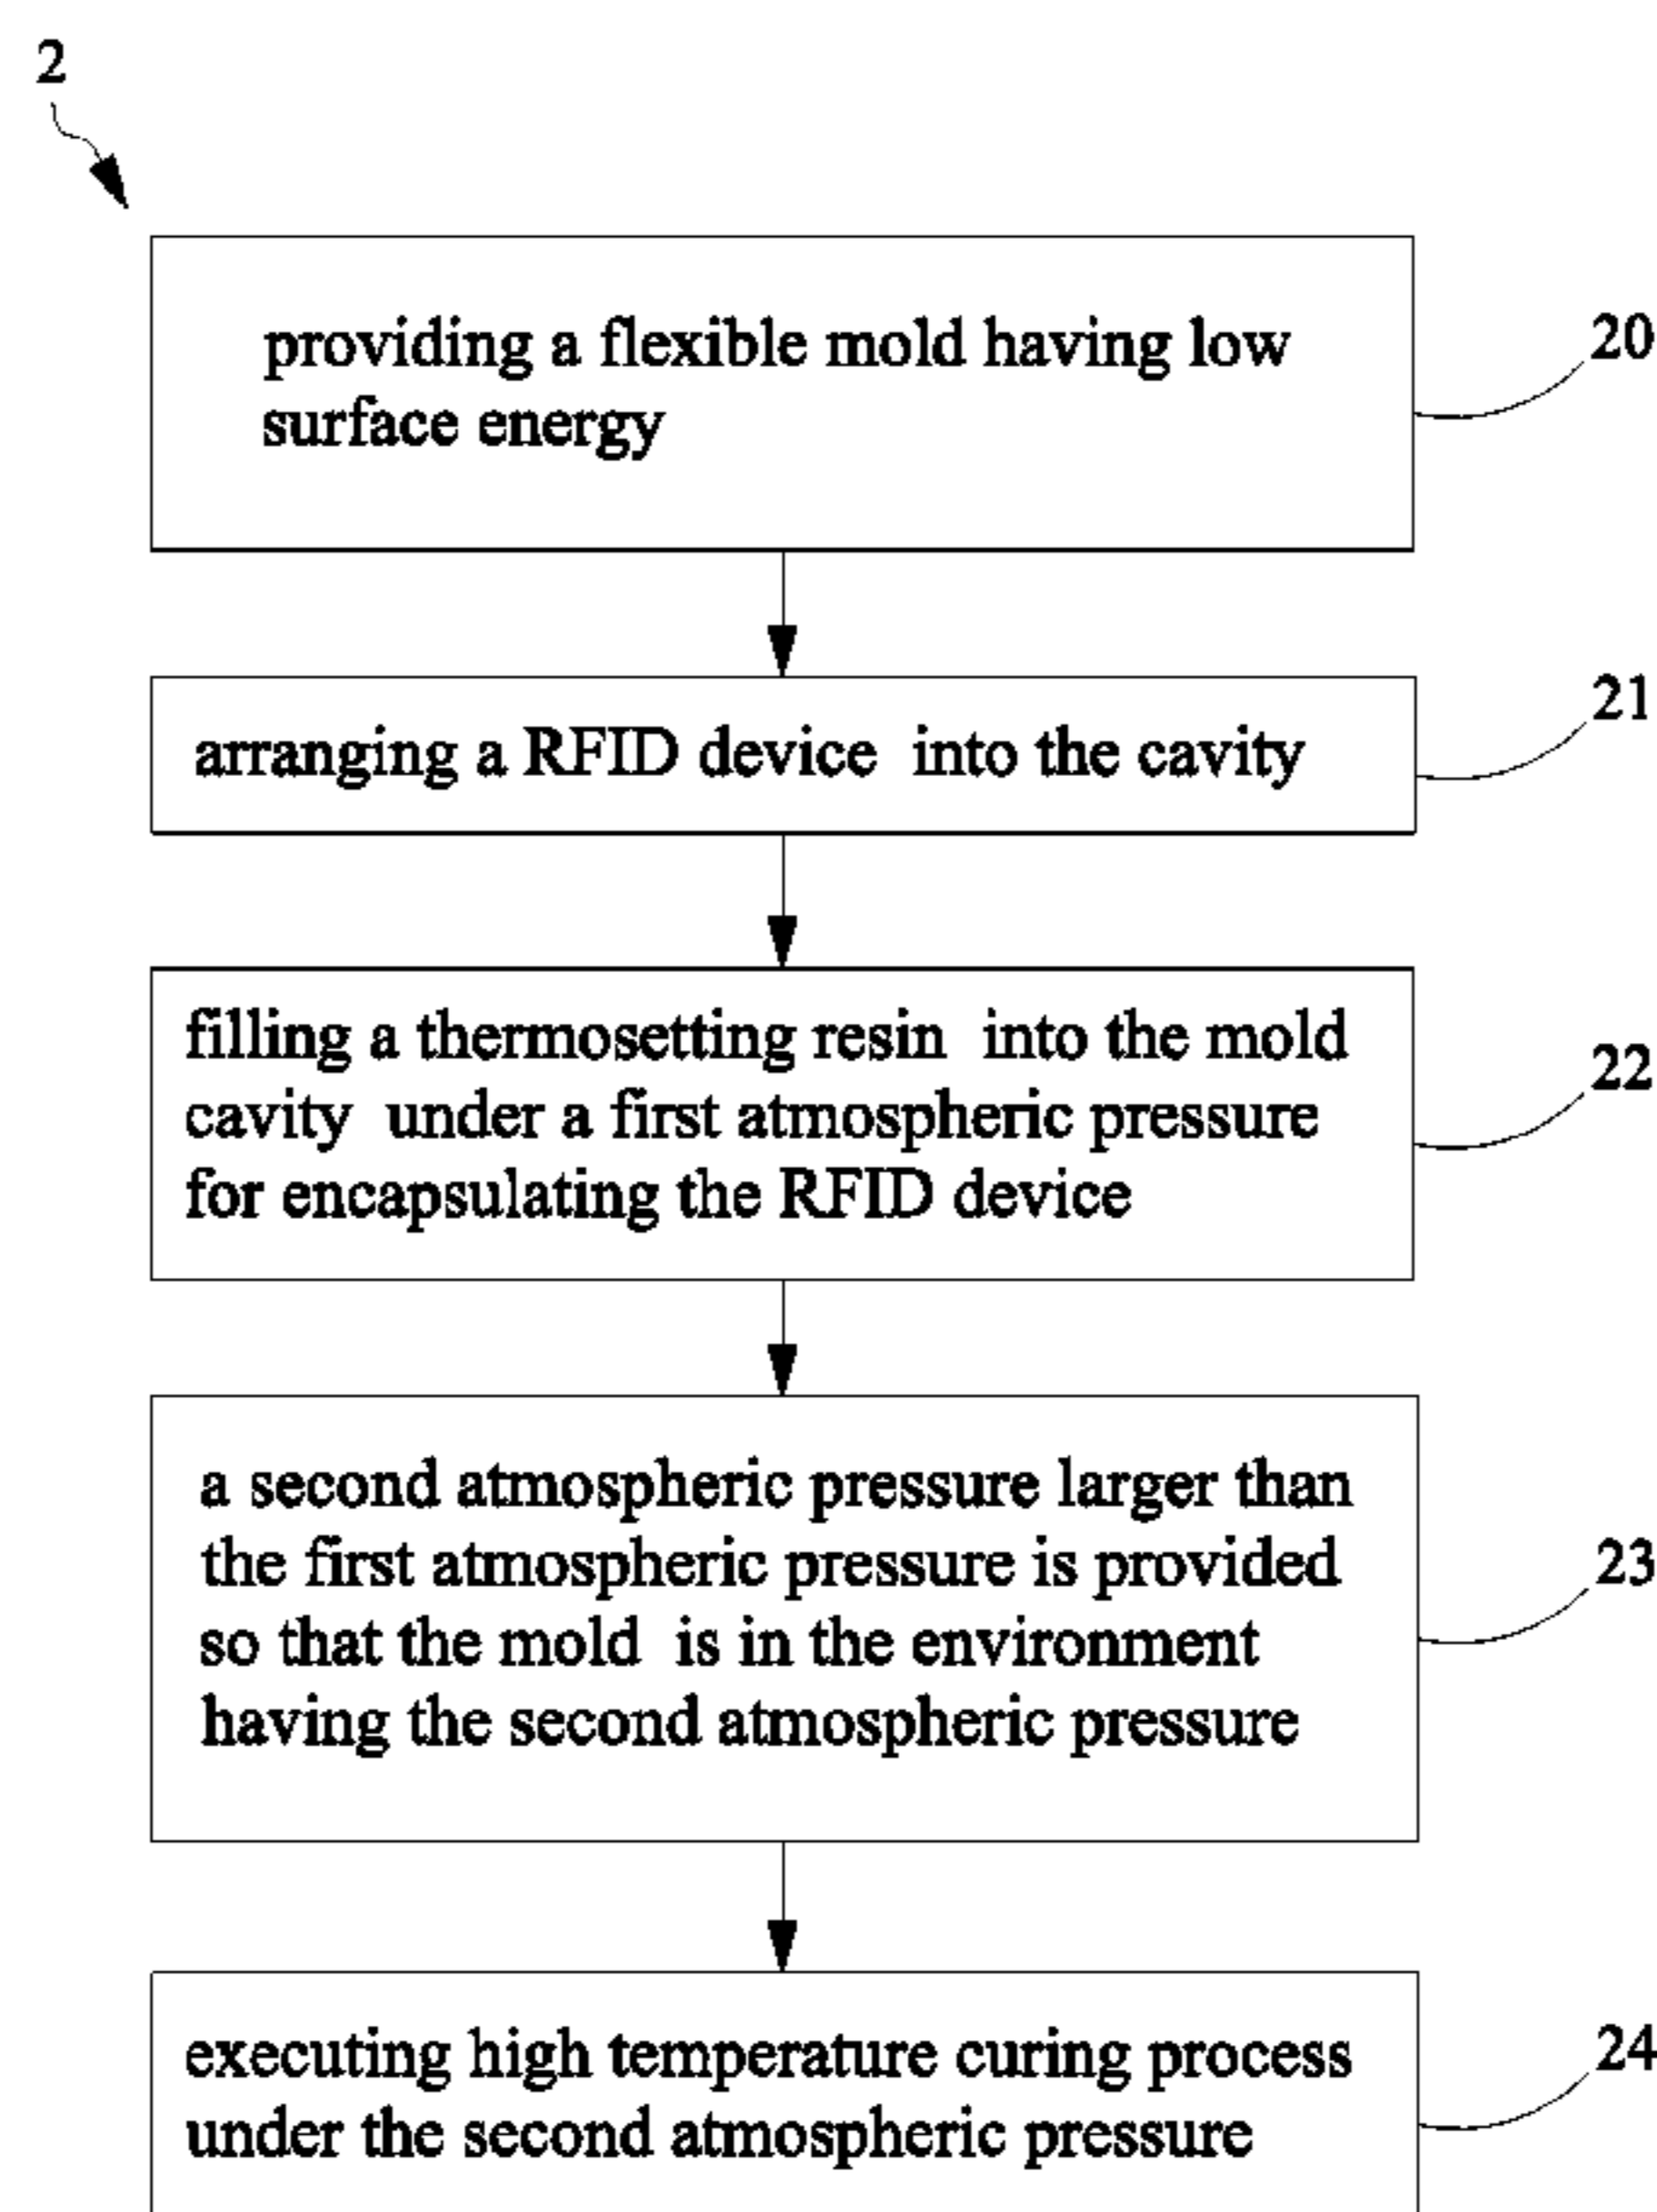 2
providing a flexible mold having low
surface energy
20
arranging a RFID device into the cavity
21
filling a thermosetting resin into the mold
cavity under a first atmospheric pressure
for encapsulating the RFID device
22
a second atmospheric pressure larger than
the first atmospheric pressure is provided
so that the mold is in the environment
having the second atmospheric pressure
23
executing high temperature curing process
under the second atmospheric pressure
24